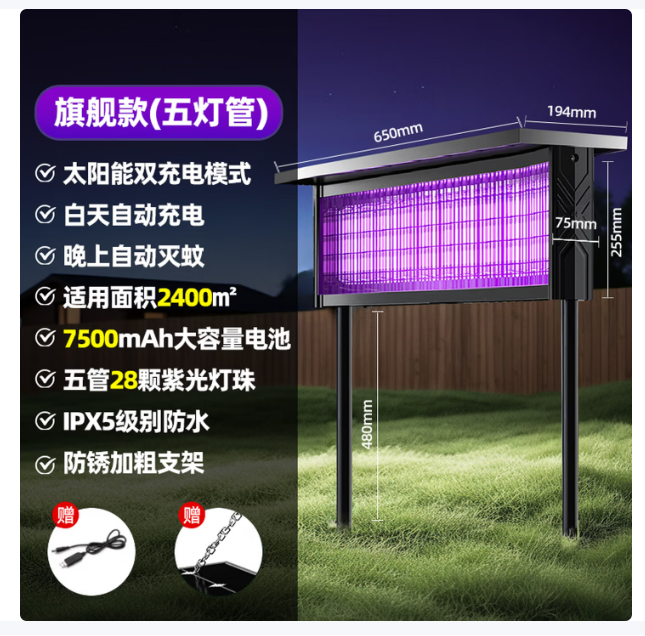 旗舰款(五灯管)
太阳能双充电模式
白天自动充电
晚上自动灭蚊
适用面积2400㎡
7500mAh大容量电池
五管28颗紫光灯珠
IPX5级别防水
防锈加粗支架
赠
赠
650mm
194mm
75mm
255mm
480mm